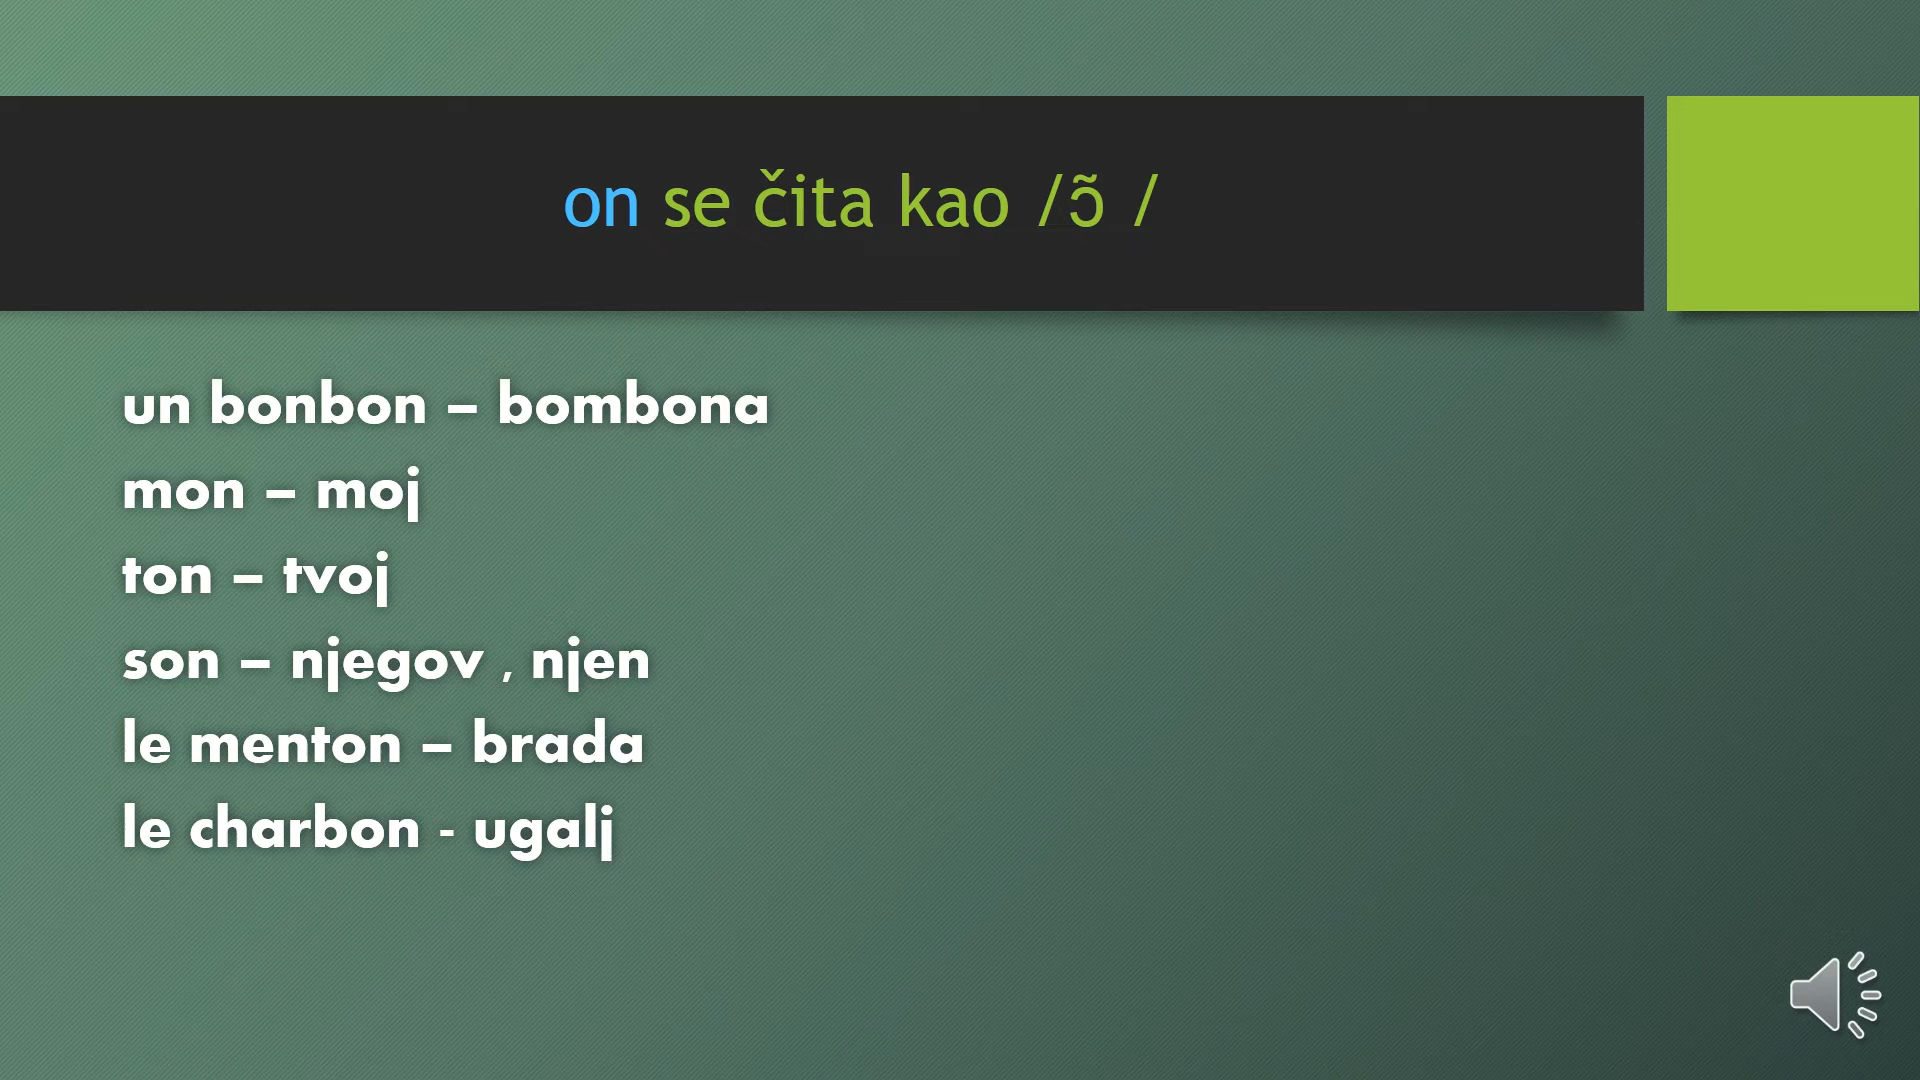 on se čita kao /ɔ̃ /
un bonbon – bombona
mon – moj
ton – tvoj
son – njegov , njen
le menton – brada
le charbon - ugalj